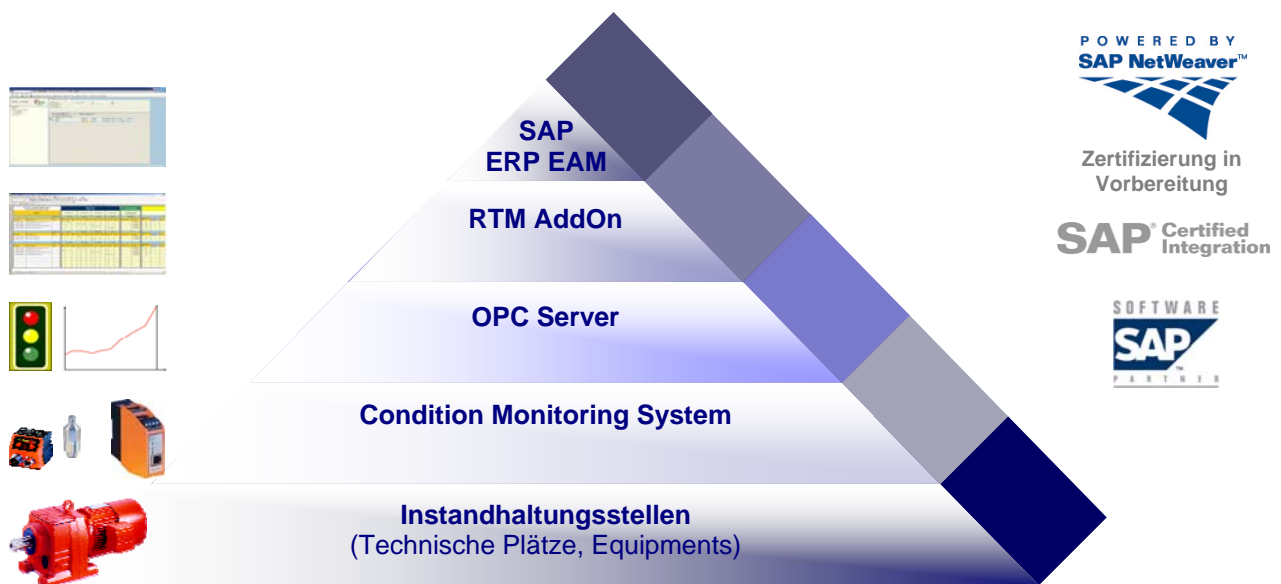 SAP
ERP EAM
RTM AddOn
OPC Server
Condition Monitoring System
Instandhaltungsstellen
(Technische Plätze, Equipments)
POWERED BY
SAP NetWeaver™
Zertifizierung in
Vorbereitung
SAP® Certified
Integration
SOFTWARE
SAP™
PARTNER